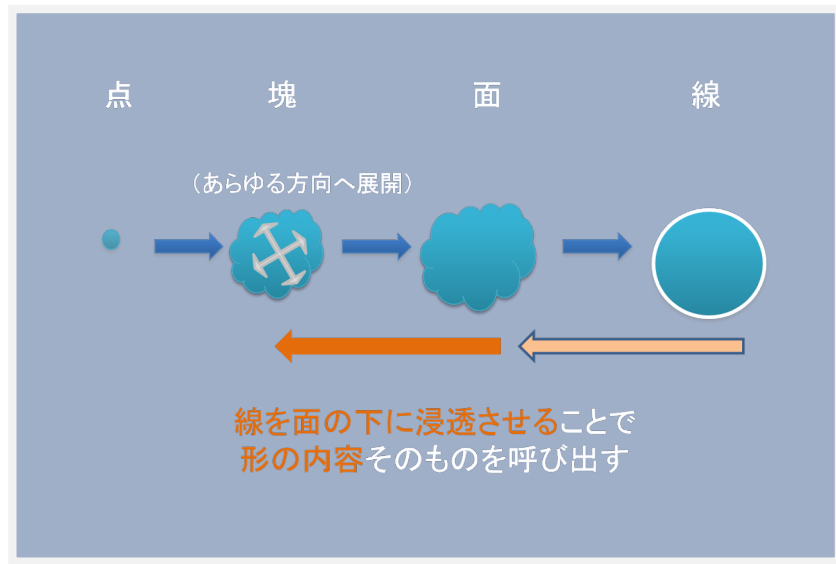 点 塊 面 線
（あらゆる方向へ展開）
線を面の下に浸透させることで
形の内容そのものを呼び出す